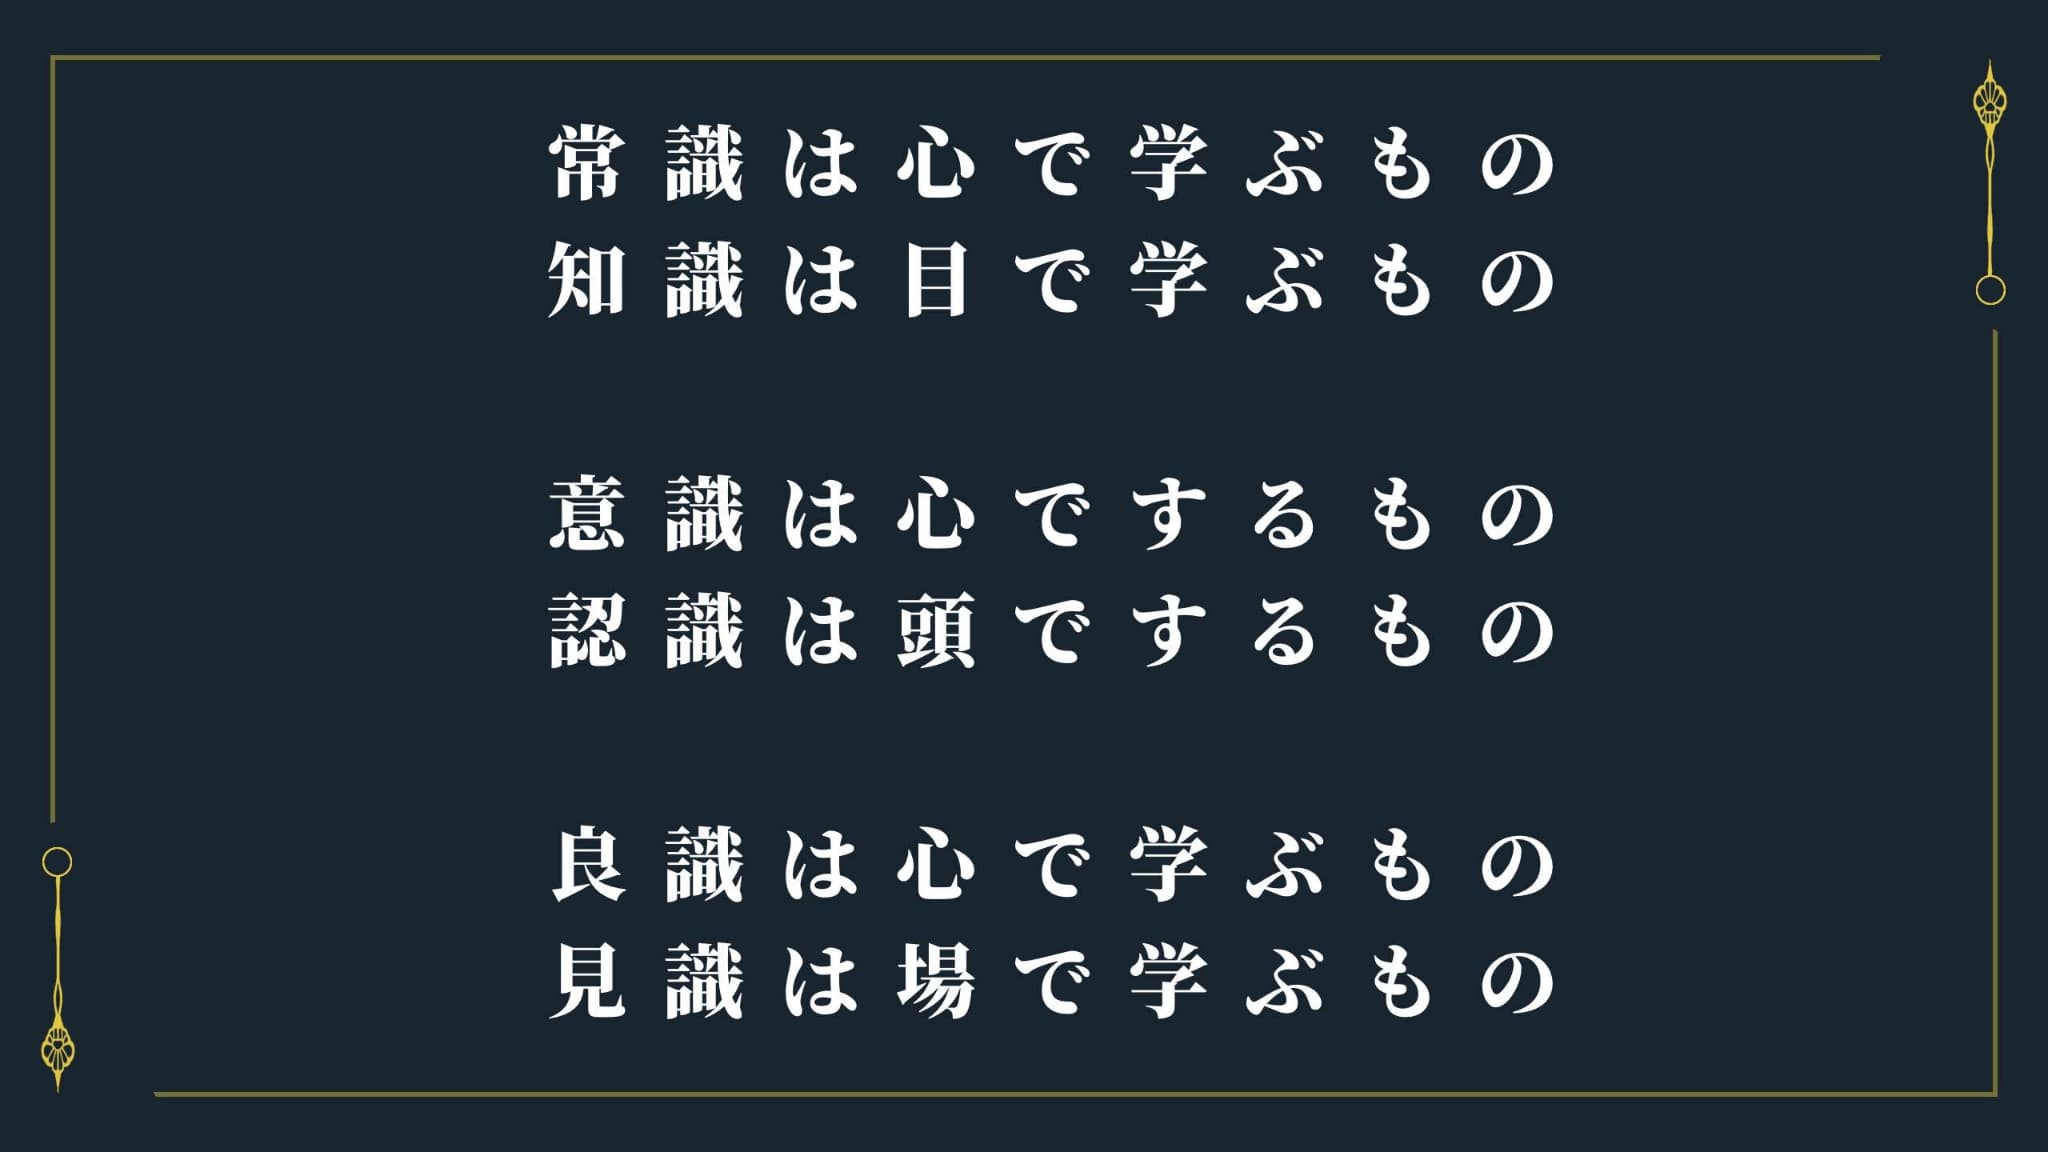 常識は心で学ぶもの
知識は目で学ぶもの
意識は心でするもの
認識は頭でするもの
良識は心で学ぶもの
見識は場で学ぶもの